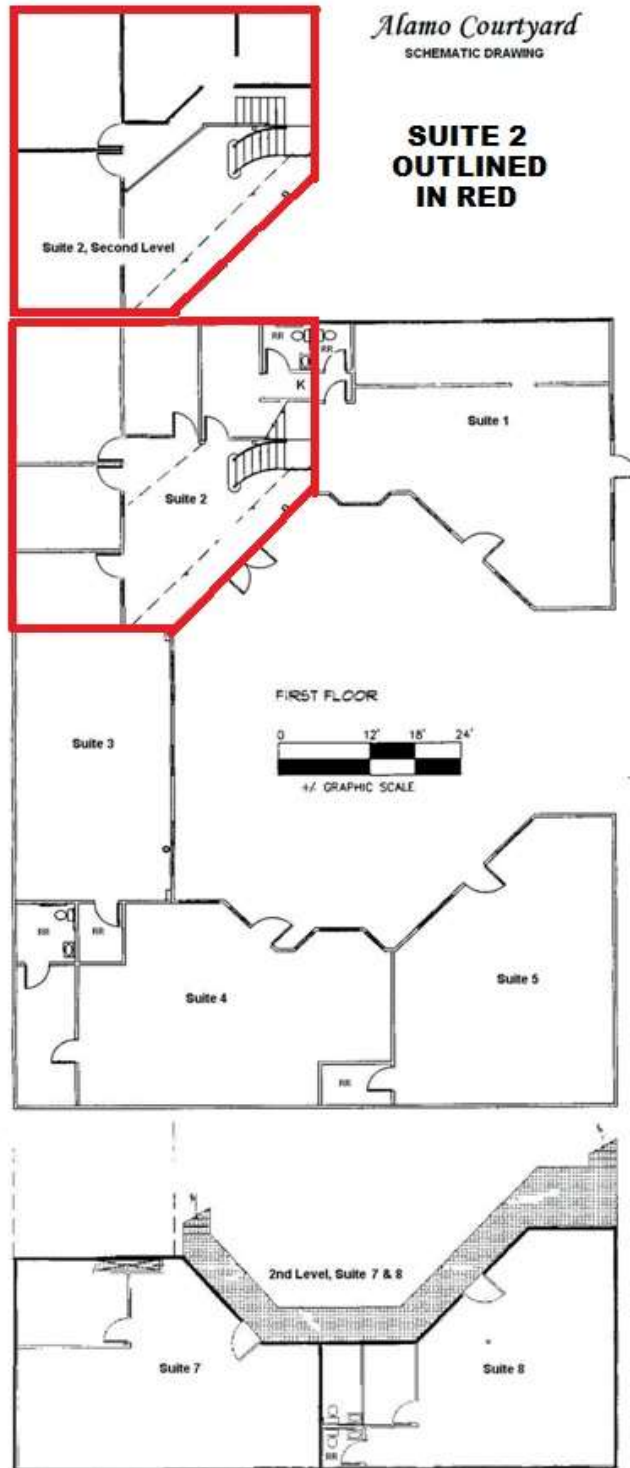 Alamo Courtyard
SCHEMATIC DRAWING
SUITE 2
OUTLINED
IN RED
Suite 2, Second Level
RR
RR
K
Suite 1
Suite 2
FIRST FLOOR
0 12' 18' 24'
+/- GRAPHIC SCALE
Suite 3
RR
RR
Suite 4
Suite 5
RR
2nd Level, Suite 7 & 8
Suite 7
Suite 8
RR